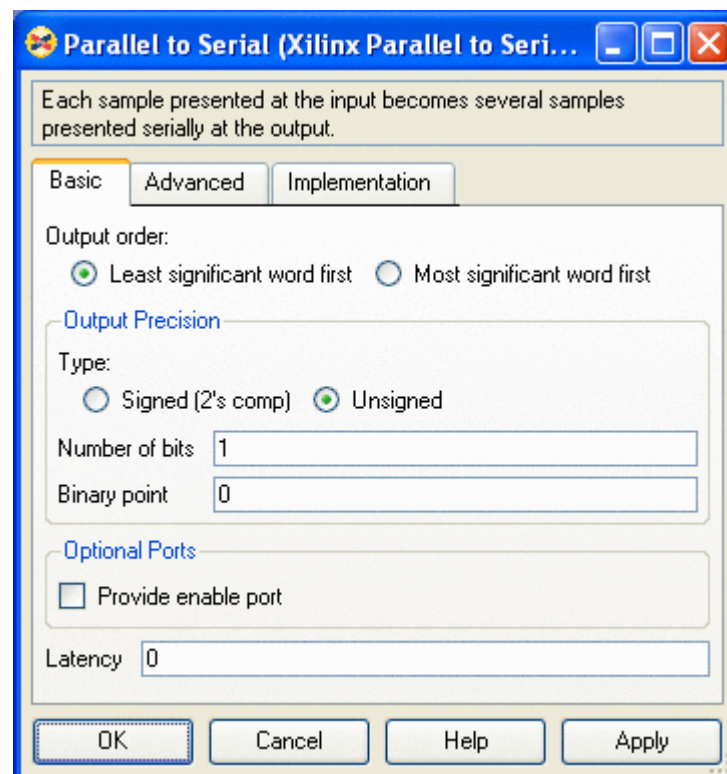 Parallel to Serial (Xilinx Parallel to Seri...
Each sample presented at the input becomes several samples
presented serially at the output.
Basic Advanced Implementation
Output order:
Least significant word first Most significant word first
Output Precision
Type:
Signed (2's comp) Unsigned
Number of bits 1
Binary point 0
Optional Ports
Provide enable port
Latency 0
OK Cancel Help Apply